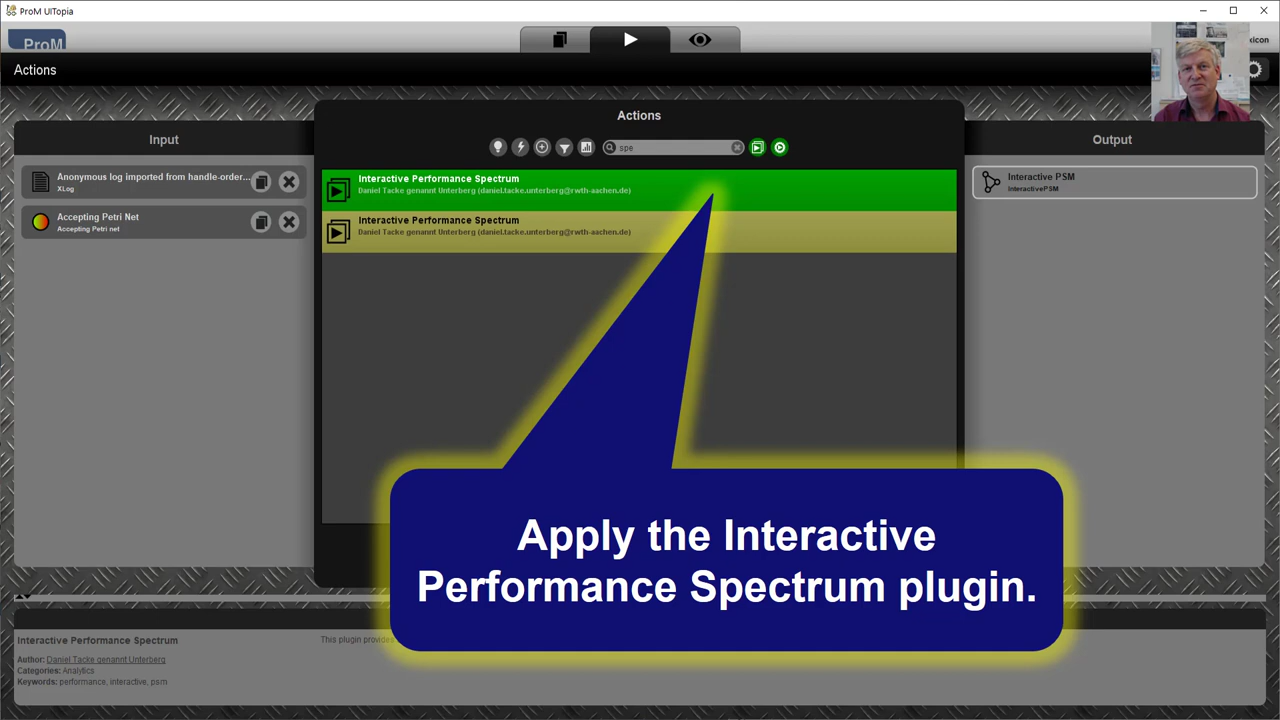 ProM UITopia
ProM
xicon
Actions
Input
Actions
Output
spe
Anonymous log imported from handle-order...
XLog
Accepting Petri Net
Accepting Petri net
Interactive Performance Spectrum
Daniel Tacke genannt Unterberg (daniel.tacke.unterberg@rwth-aachen.de)
Interactive Performance Spectrum
Daniel Tacke genannt Unterberg (daniel.tacke.unterberg@rwth-aachen.de)
Interactive PSM
InteractivePSM
Apply the Interactive
Performance Spectrum plugin.
Interactive Performance Spectrum
This plugin provides
Author: Daniel Tacke genannt Unterberg
Categories: Analytics
Keywords: performance, interactive, psm